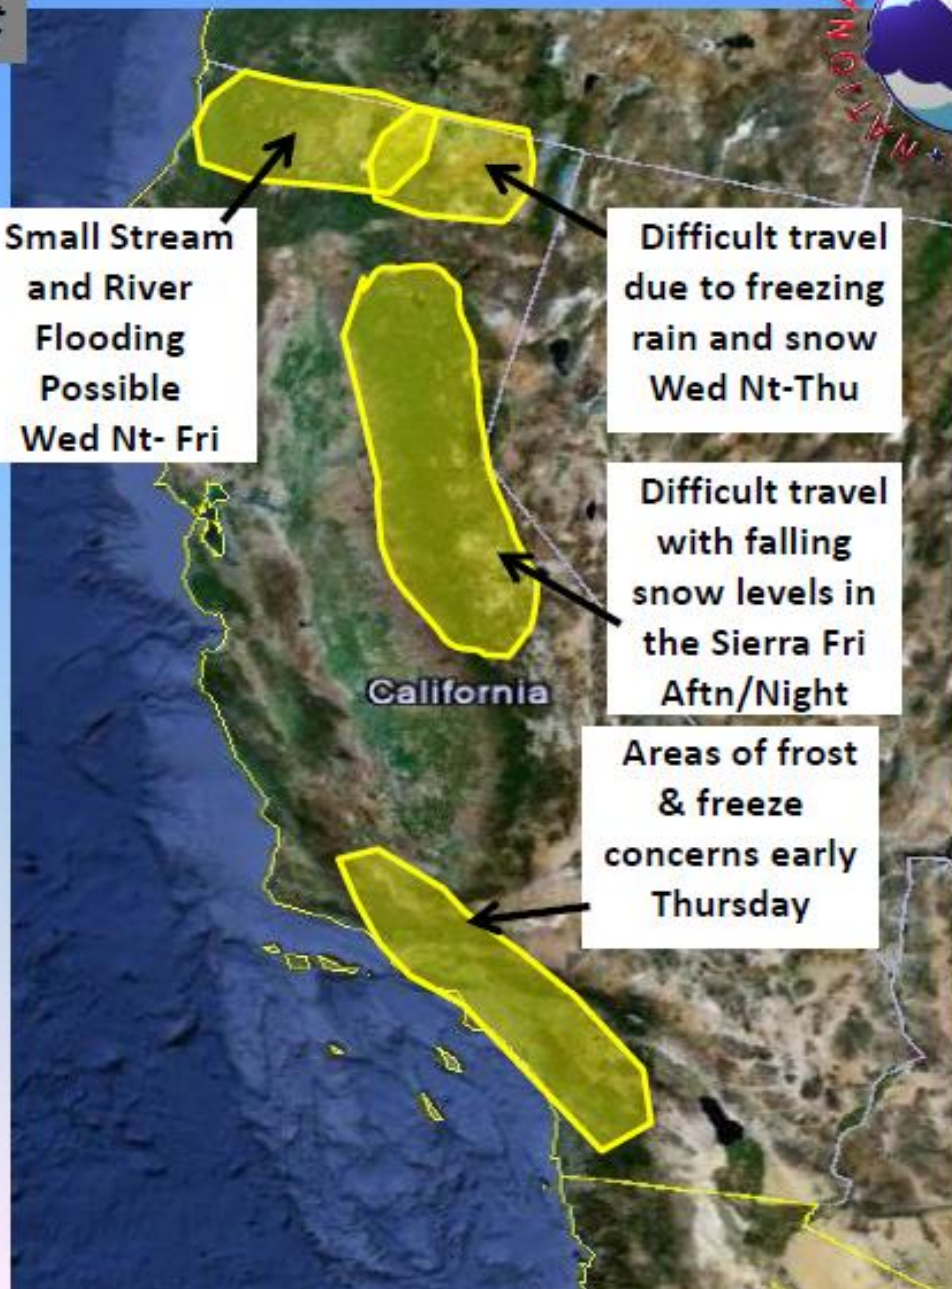 Small Stream
and River
Flooding
Possible
Wed Nt- Fri
Difficult travel
due to freezing
rain and snow
Wed Nt-Thu
Difficult travel
with falling
snow levels in
the Sierra Fri
Aftn/Night
California
Areas of frost
& freeze
concerns early
Thursday